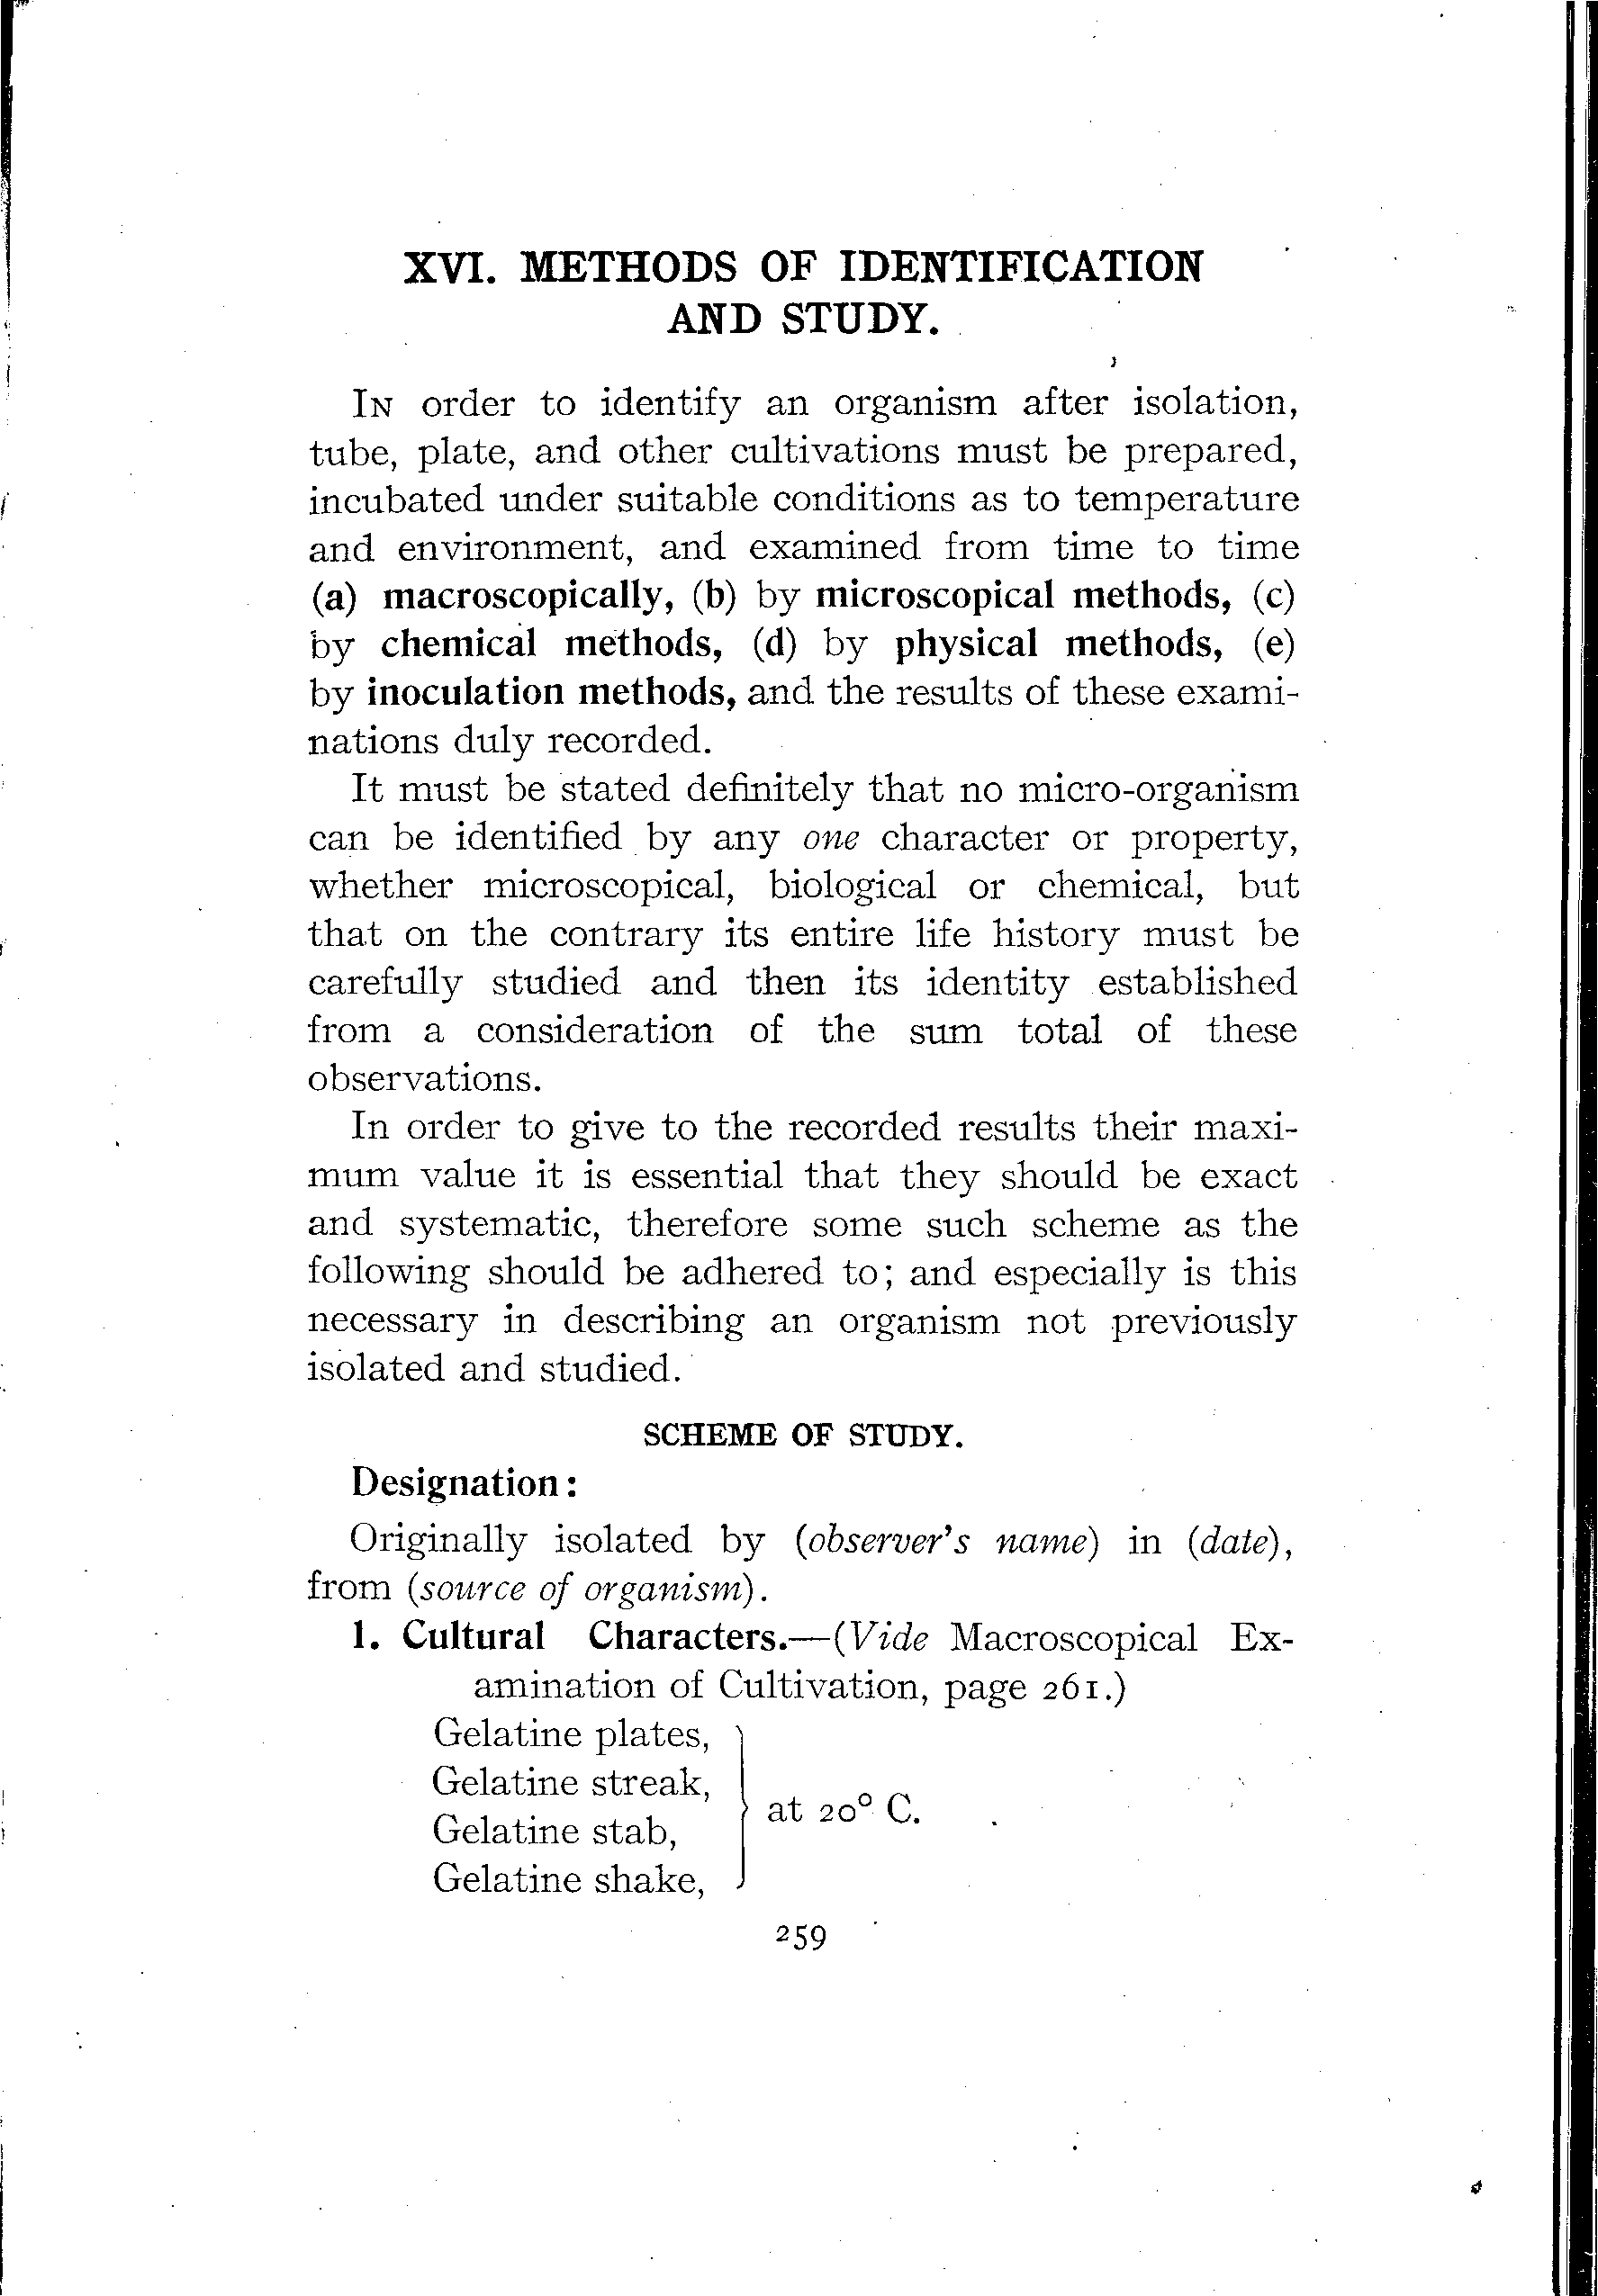 XVI. METHODS OF IDENTIFICATION
AND STUDY.
IN order to identify an organism after isolation,
tube, plate, and other cultivations must be prepared,
incubated under suitable conditions as to temperature
and environment, and examined from time to time
(a) macroscopically, (b) by microscopical methods, (c)
by chemical methods, (d) by physical methods, (e)
by inoculation methods, and the results of these exami-
nations duly recorded.
It must be stated definitely that no micro-organism
can be identified by any one character or property,
whether microscopical, biological or chemical, but
that on the contrary its entire life history must be
carefully studied and then its identity established
from a consideration of the sum total of these
observations.
In order to give to the recorded results their maxi-
mum value it is essential that they should be exact
and systematic, therefore some such scheme as the
following should be adhered to; and especially is this
necessary in describing an organism not previously
isolated and studied.
SCHEME OF STUDY.
Designation:
Originally isolated by (observer's name) in (date),
from (source of organism).
1. Cultural Characters.—(Vide Macroscopical Ex-
amination of Cultivation, page 261.)
Gelatine plates,
Gelatine streak,
Gelatine stab,
Gelatine shake,
at 20° C.
259